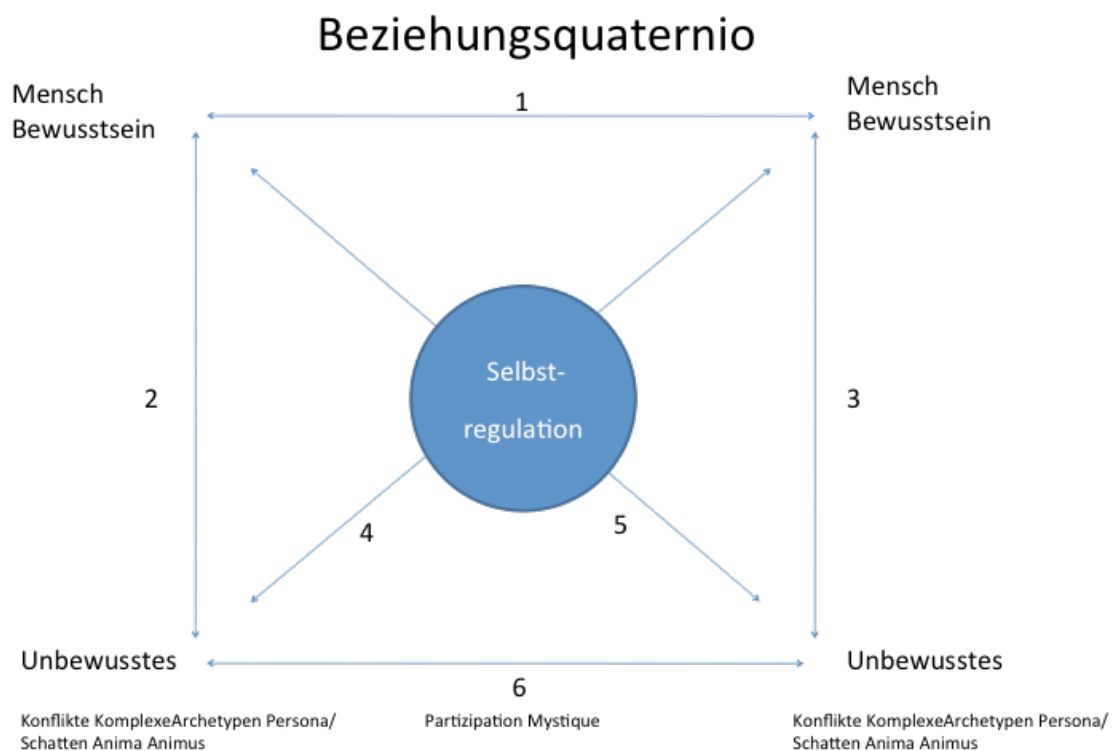 Beziehungsquaternio
Mensch
Bewusstsein
1
Mensch
Bewusstsein
2
Selbst-
regulation
3
4
5
Unbewusstes
6
Unbewusstes
Konflikte KomplexeArchetypen Persona/
Schatten Anima Animus
Partizipation Mystique
Konflikte KomplexeArchetypen Persona/
Schatten Anima Animus